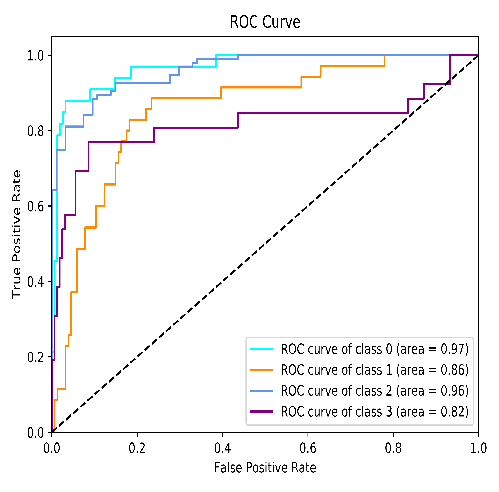 ROC Curve
True Positive Rate
1.0
0.8
0.6
0.4
0.2
0.0
ROC curve of class 0 (area = 0.97)
ROC curve of class 1 (area = 0.86)
ROC curve of class 2 (area = 0.96)
ROC curve of class 3 (area = 0.82)
0.0 0.2 0.4 0.6 0.8 1.0
False Positive Rate